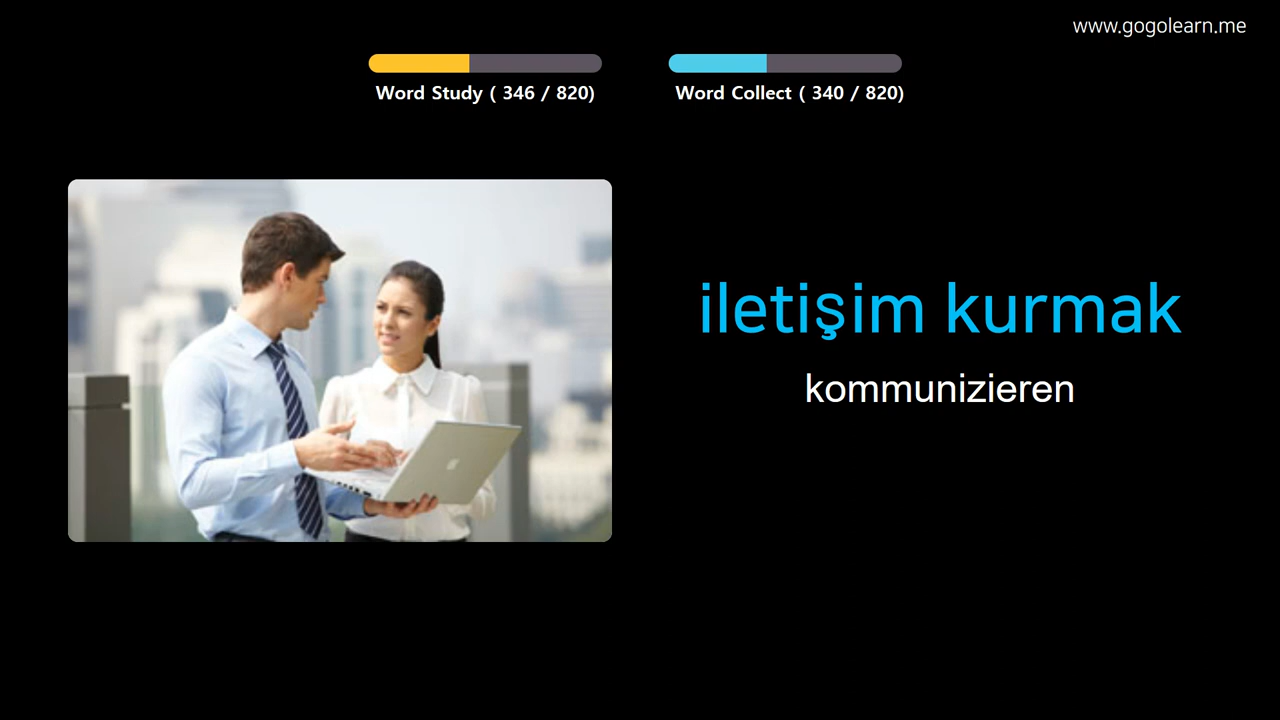 www.gogolearn.me
Word Study ( 346 / 820)
Word Collect ( 340 / 820)
iletişim kurmak
kommunizieren